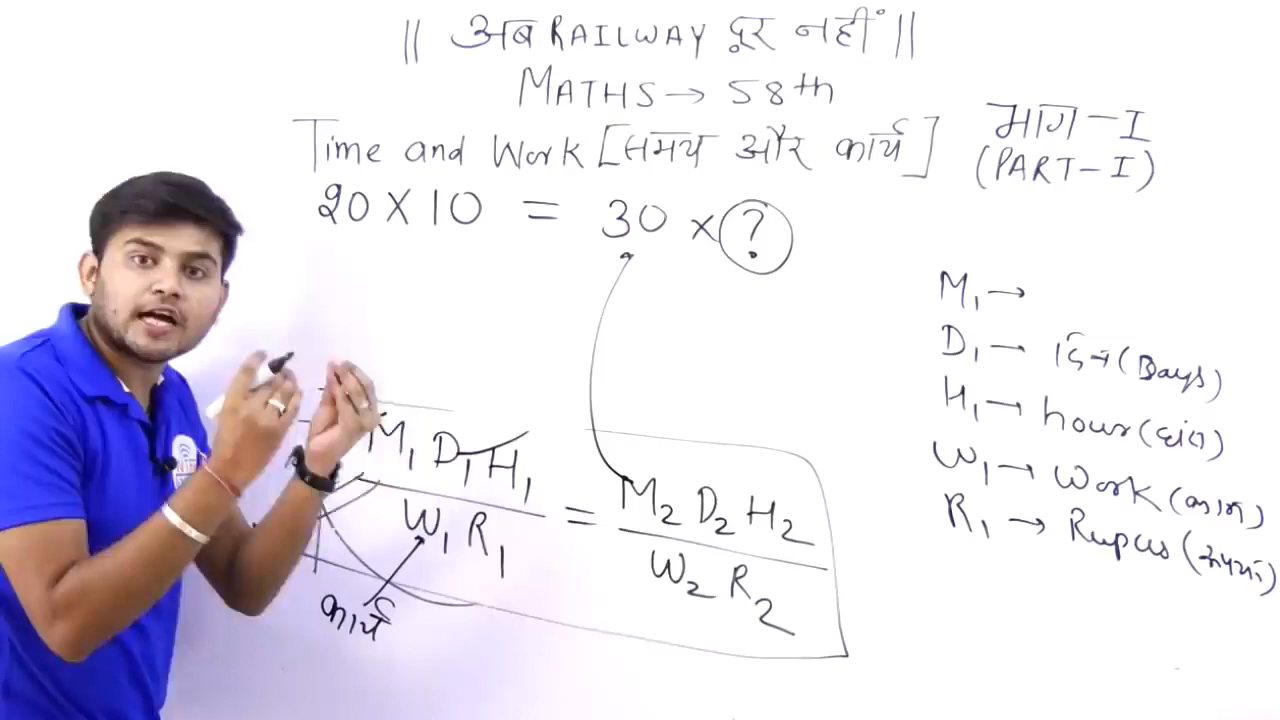 || अब RAILWAY दूर नहीं ||
MATHS → 58th
Time and Work [समय और कार्य]
भाग - I
(PART - I)
20 X 10 = 30 × ?
M₁ →
D₁ → दिन (Days)
H₁ → hour (घंटा)
W₁ → Work (काम)
R₁ → Rupees
M₁ D₁ H₁
W₁ R₁
=
M₂ D₂ H₂
W₂ R₂
कार्य